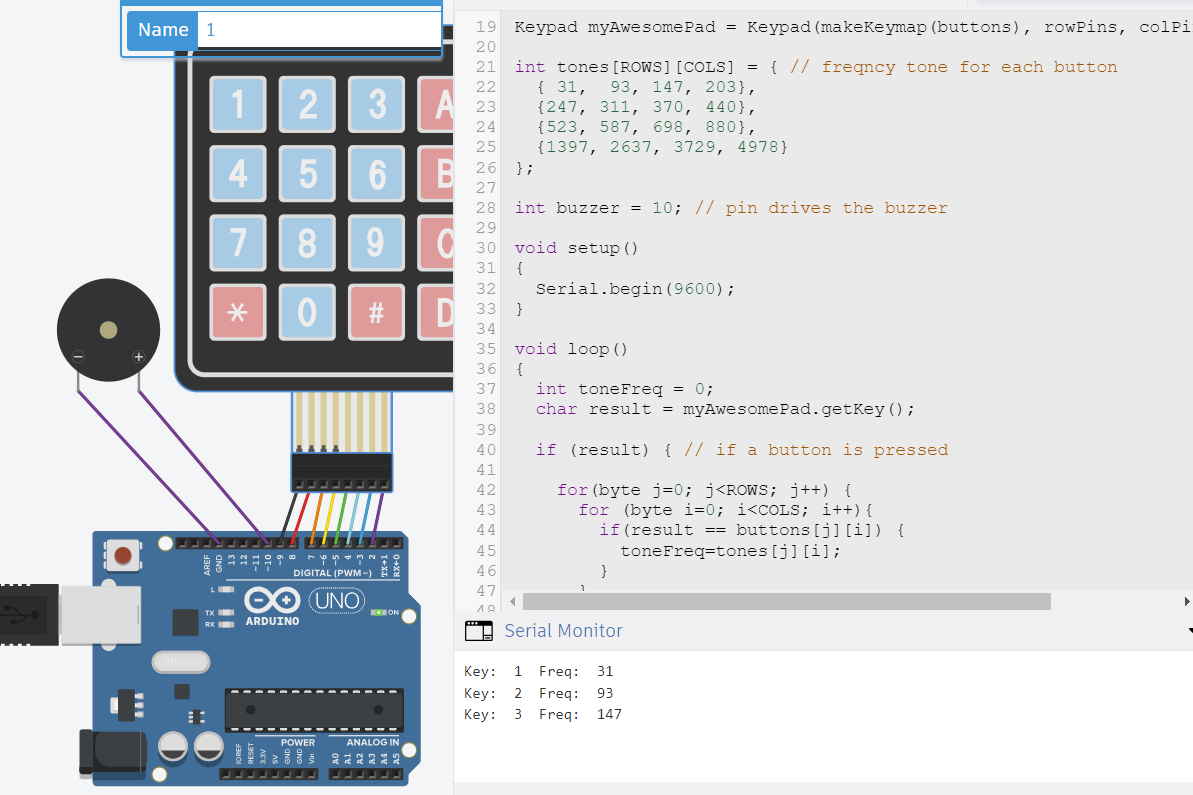 Name 1
1 2 3 A
4 5 6 B
7 8 9 C
* 0 # D
− +
AREF
GND
13
12
~11
~10
~9
8
7
~6
~5
4
~3
2
TX→1
RX←0
DIGITAL (PWM~)
L
TX
RX
UNO
ARDUINO
ON
POWER
ANALOG IN
IOREF
RESET
3.3V
5V
GND
GND
Vin
A0
A1
A2
A3
A4
A5
19 Keypad myAwesomePad = Keypad(makeKeymap(buttons), rowPins, colPi
20
21 int tones[ROWS][COLS] = { // freqncy tone for each button
22 { 31,  93, 147, 203},
23 {247, 311, 370, 440},
24 {523, 587, 698, 880},
25 {1397, 2637, 3729, 4978}
26 };
27
28 int buzzer = 10; // pin drives the buzzer
29
30 void setup()
31 {
32 Serial.begin(9600);
33 }
34
35 void loop()
36 {
37 int toneFreq = 0;
38 char result = myAwesomePad.getKey();
39
40 if (result) { // if a button is pressed
41
42 for(byte j=0; j<ROWS; j++) {
43 for (byte i=0; i<COLS; i++){
44 if(result == buttons[j][i]) {
45 toneFreq=tones[j][i];
46 }
47 }
48
Serial Monitor
Key:  1  Freq:  31
Key:  2  Freq:  93
Key:  3  Freq:  147